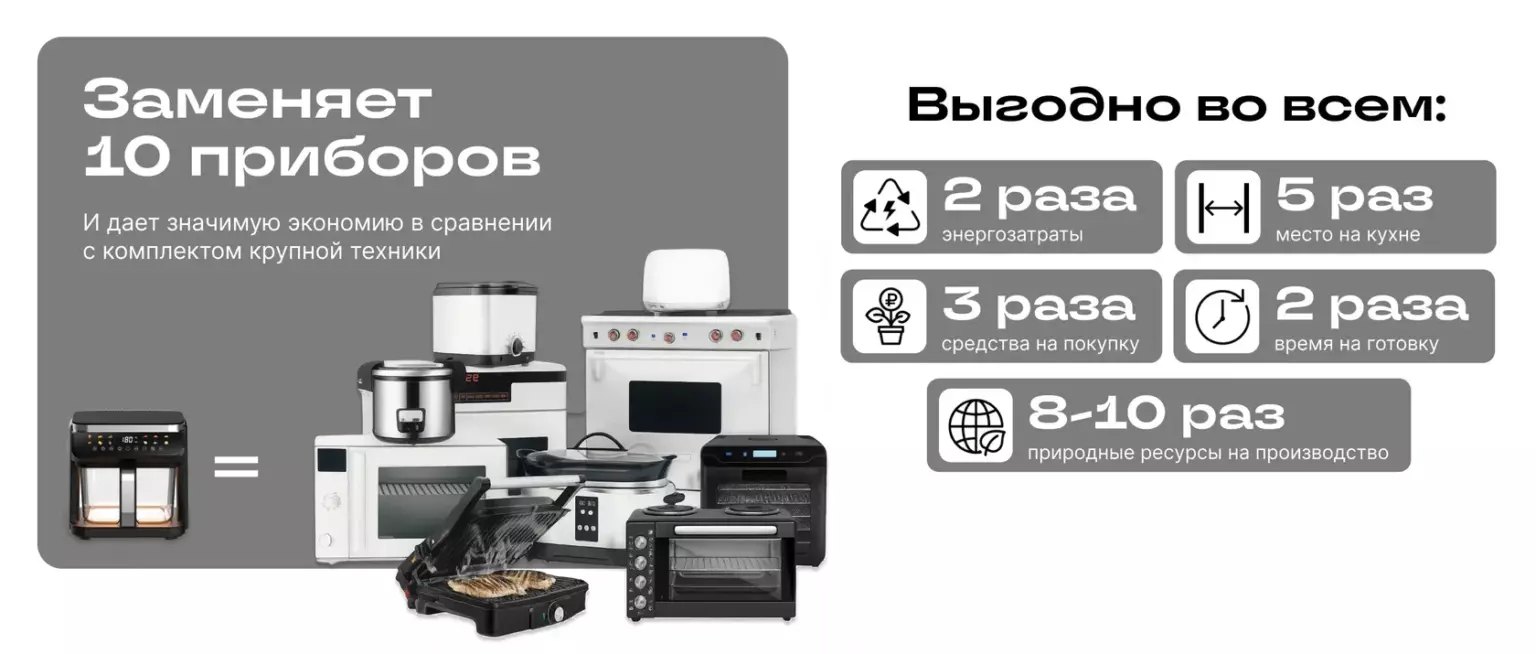 Заменяет
10 приборов
И дает значимую экономию в сравнении
с комплектом крупной техники
180
Выгодно во всем:
2 раза
энергозатраты
5 раз
место на кухне
3 раза
средства на покупку
2 раза
время на готовку
8-10 раз
природные ресурсы на производство